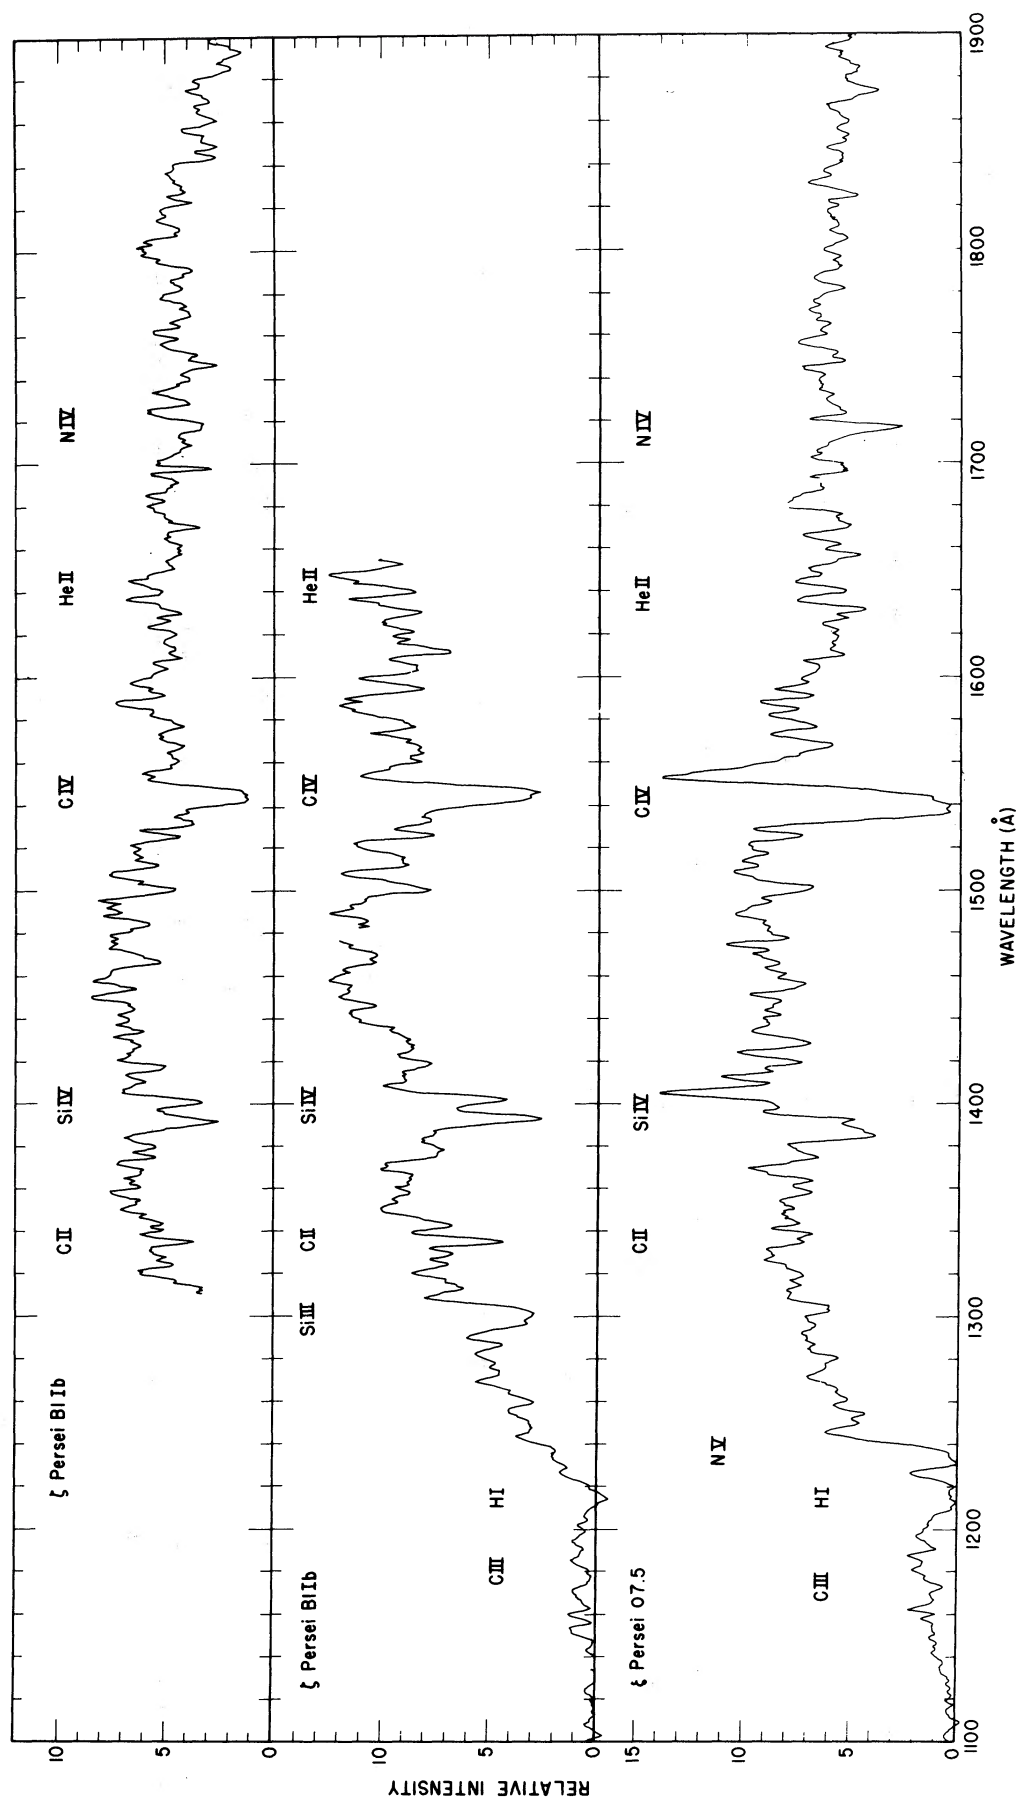 ζ Persei B1 Ib
C II
Si IV
C IV
He II
N IV
10
5
0
ζ Persei B1 Ib
C III
H I
Si III
C II
Si IV
C IV
He II
10
5
0
ξ Persei O7.5
C III
H I
N V
C II
Si IV
C IV
He II
N IV
15
10
5
0
1100
1200
1300
1400
1500
1600
1700
1800
1900
WAVELENGTH (Å)
RELATIVE INTENSITY